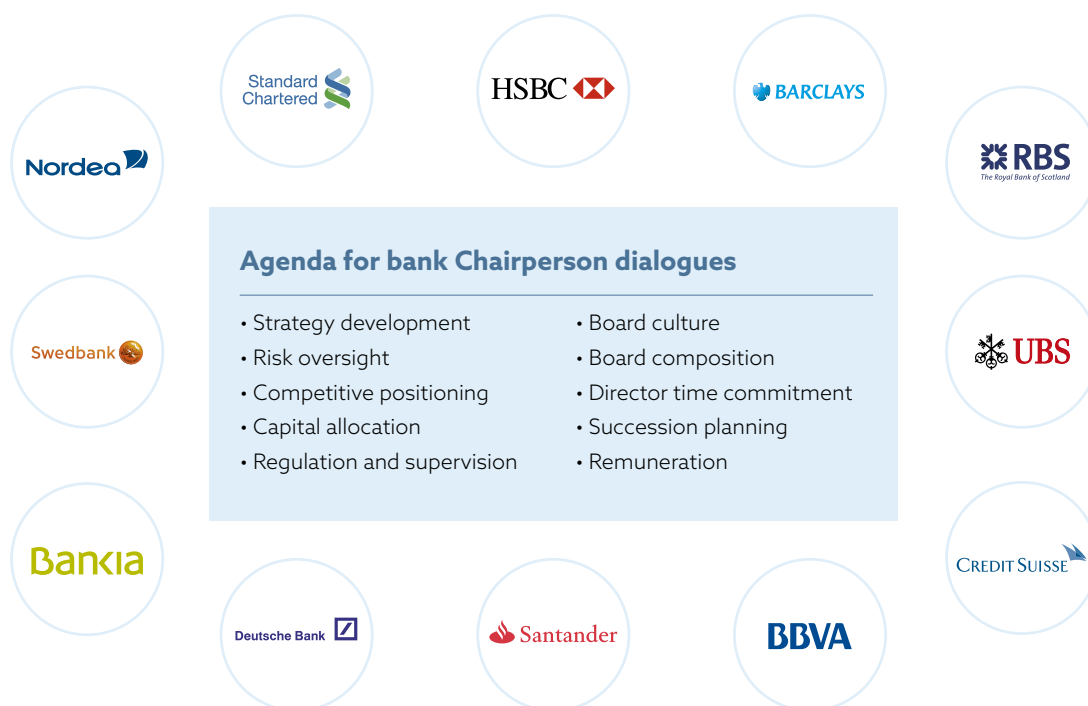 Standard
Chartered
HSBC
BARCLAYS
Nordea
RBS
The Royal Bank of Scotland
Agenda for bank Chairperson dialogues
• Strategy development
• Risk oversight
• Competitive positioning
• Capital allocation
• Regulation and supervision
• Board culture
• Board composition
• Director time commitment
• Succession planning
• Remuneration
Swedbank
UBS
Bankia
CREDIT SUISSE
Deutsche Bank
Santander
BBVA